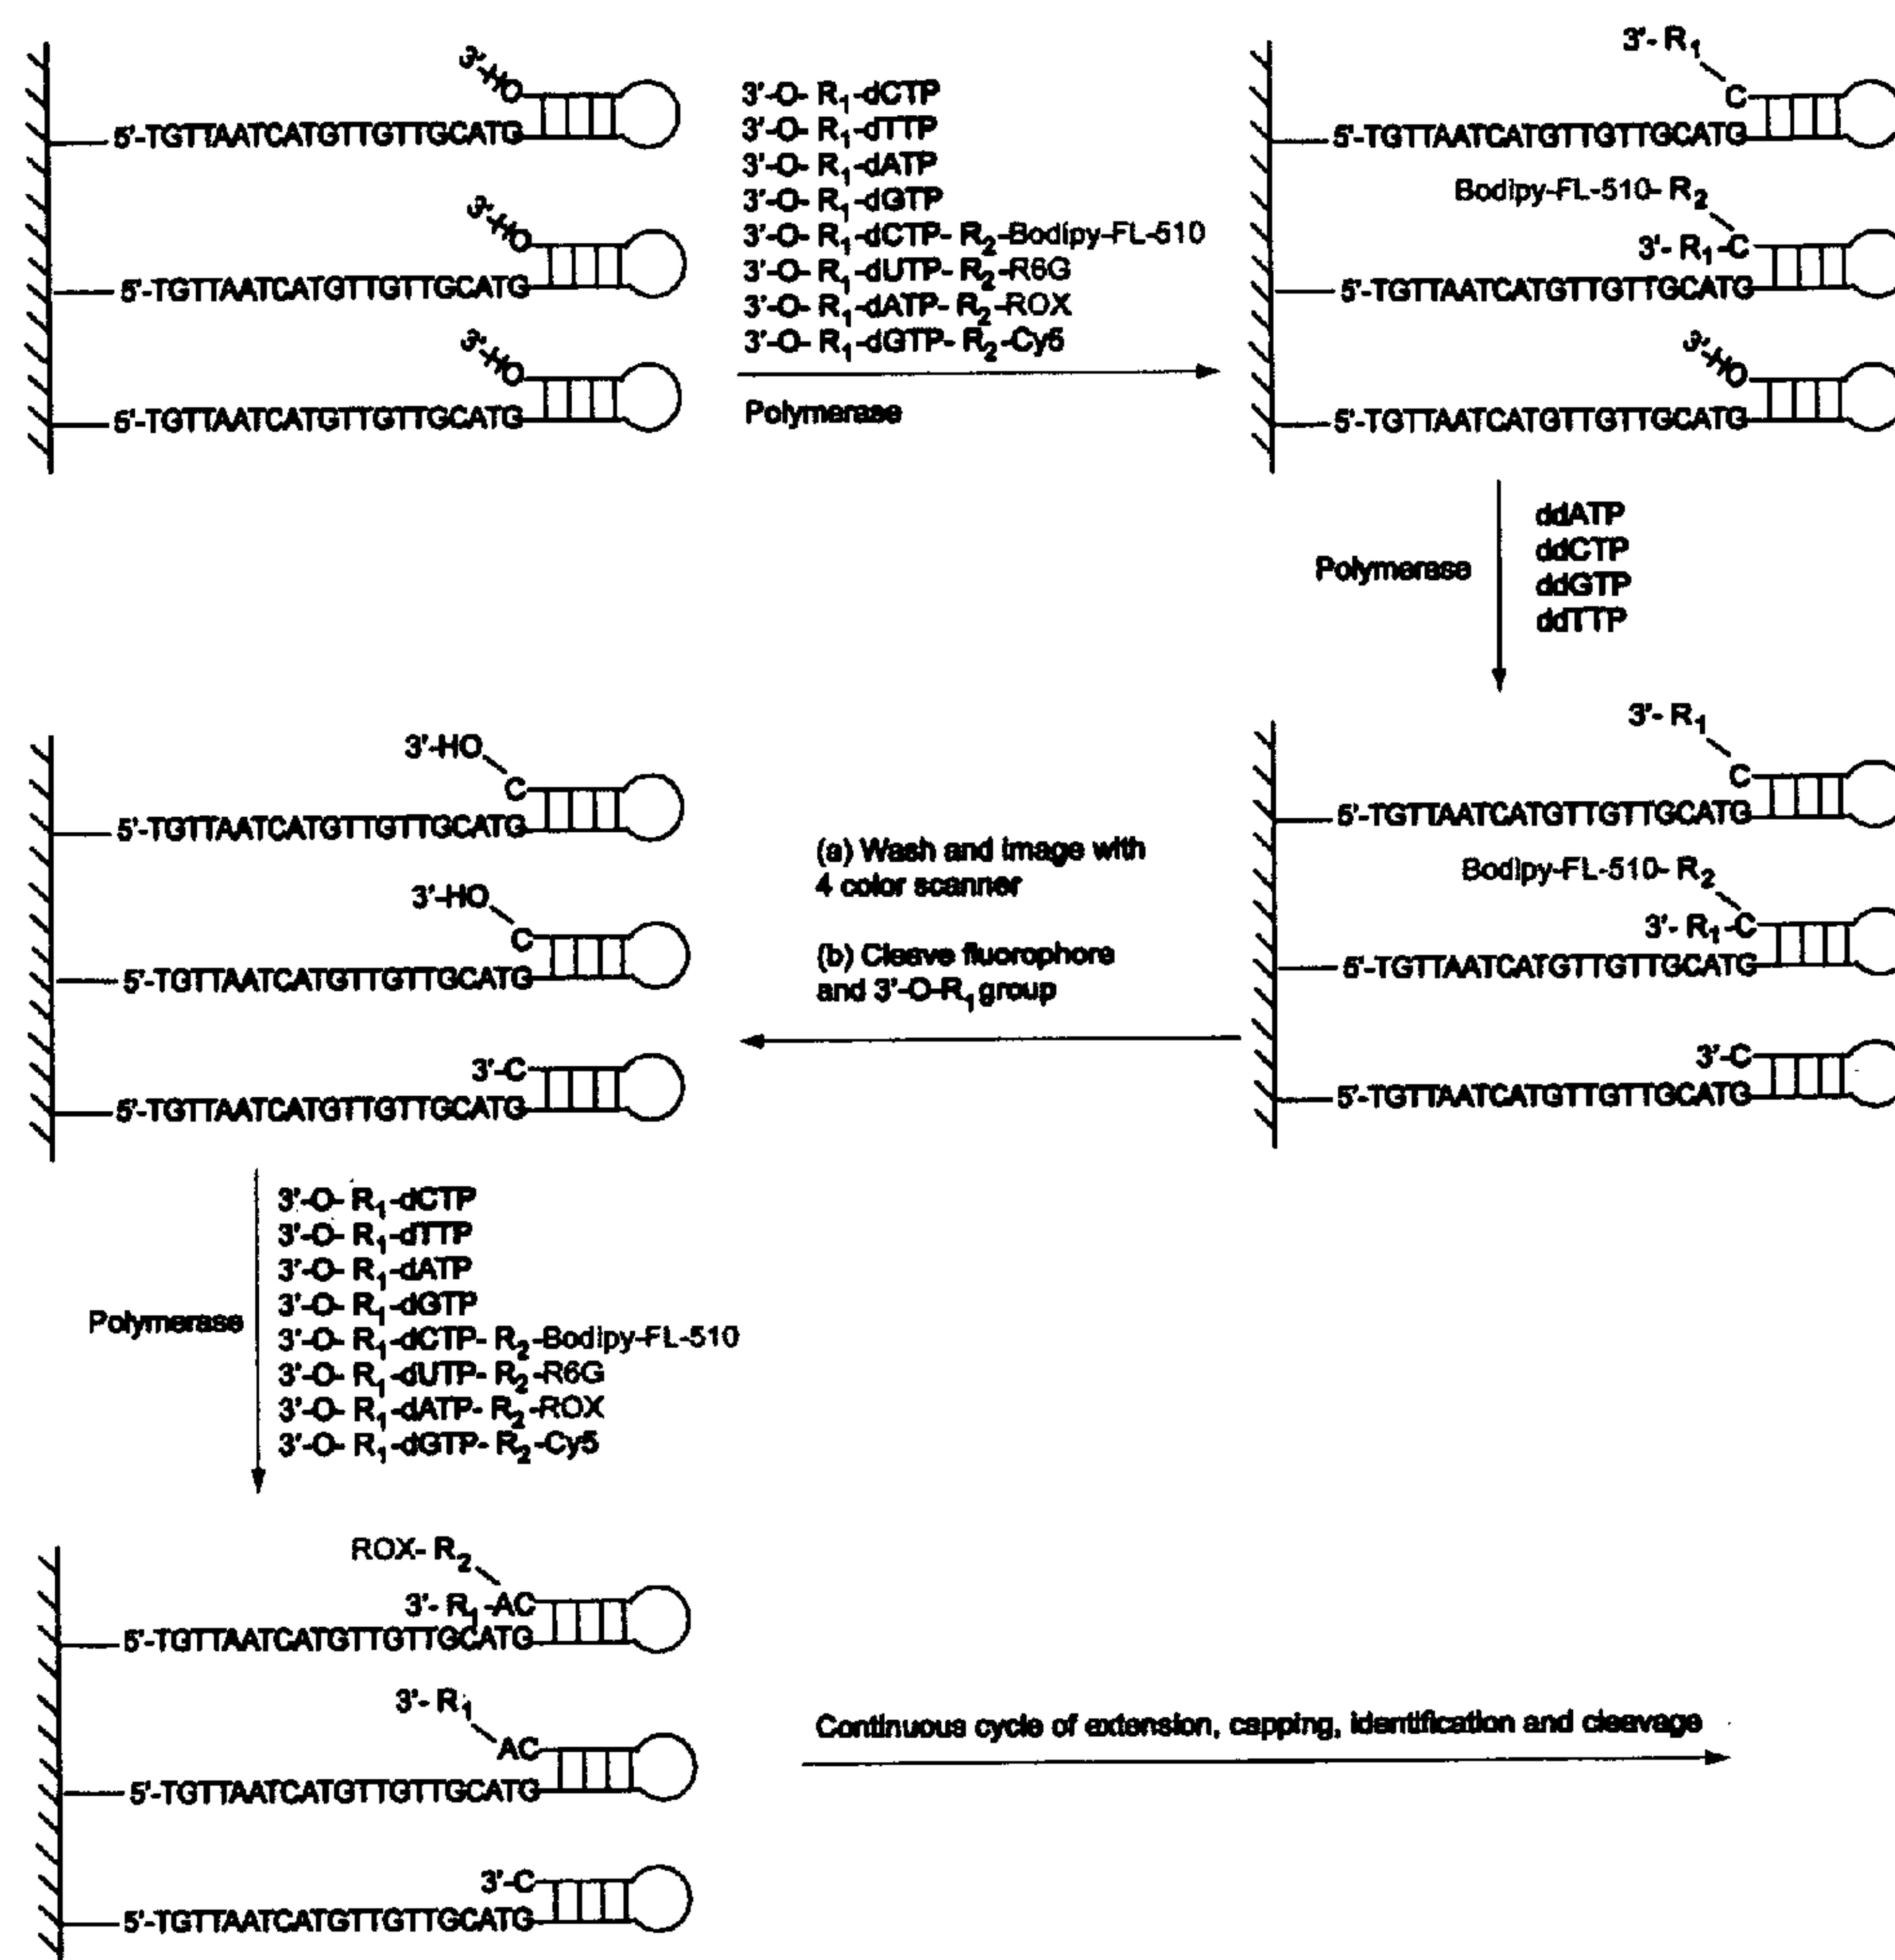 3'-HO
5'-TGTTAATCATGTTGTTGCATG
3'-HO
5'-TGTTAATCATGTTGTTGCATG
3'-HO
5'-TGTTAATCATGTTGTTGCATG
3'-O- R1-dCTP
3'-O- R1-dTTP
3'-O- R1-dATP
3'-O- R1-dGTP
3'-O- R1-dCTP- R2-Bodipy-FL-510
3'-O- R1-dUTP- R2-R6G
3'-O- R1-dATP- R2-ROX
3'-O- R1-dGTP- R2-Cy5
Polymerase
3'- R1
C
5'-TGTTAATCATGTTGTTGCATG
Bodipy-FL-510- R2
3'- R1-C
5'-TGTTAATCATGTTGTTGCATG
3'-HO
5'-TGTTAATCATGTTGTTGCATG
Polymerase
ddATP
ddCTP
ddGTP
ddTTP
3'- R1
C
5'-TGTTAATCATGTTGTTGCATG
Bodipy-FL-510- R2
3'- R1-C
5'-TGTTAATCATGTTGTTGCATG
3'-C
5'-TGTTAATCATGTTGTTGCATG
(a) Wash and image with
4 color scanner
(b) Cleave fluorophore
and 3'-O-R1 group
3'-HO
C
5'-TGTTAATCATGTTGTTGCATG
3'-HO
C
5'-TGTTAATCATGTTGTTGCATG
3'-C
5'-TGTTAATCATGTTGTTGCATG
Polymerase
3'-O- R1-dCTP
3'-O- R1-dTTP
3'-O- R1-dATP
3'-O- R1-dGTP
3'-O- R1-dCTP- R2-Bodipy-FL-510
3'-O- R1-dUTP- R2-R6G
3'-O- R1-dATP- R2-ROX
3'-O- R1-dGTP- R2-Cy5
ROX- R2
3'- R1-AC
5'-TGTTAATCATGTTGTTGCATG
3'- R1
AC
5'-TGTTAATCATGTTGTTGCATG
3'-C
5'-TGTTAATCATGTTGTTGCATG
Continuous cycle of extension, capping, identification and cleavage